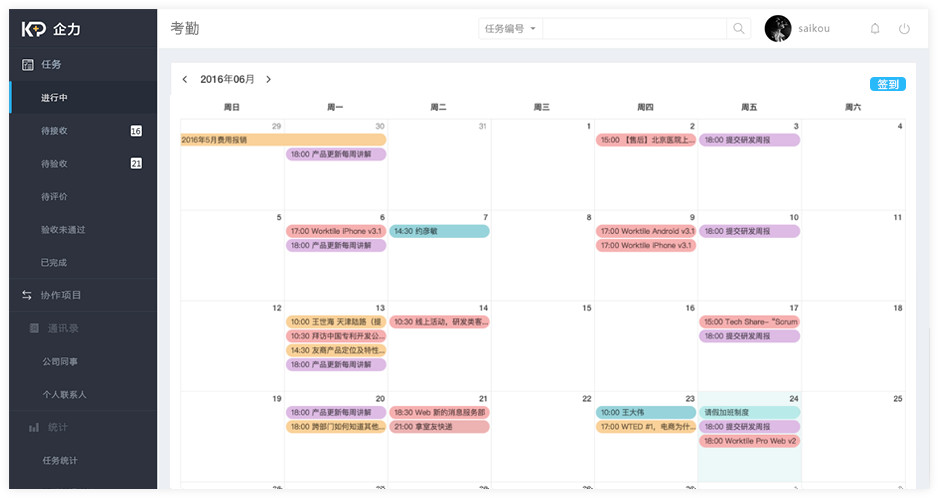 KP 企力
考勤
任务编号
saikou
任务
进行中
待接收 16
待验收 21
待评价
验收未通过
已完成
协作项目
通讯录
公司同事
个人联系人
统计
任务统计
2016年06月
签到
周日 周一 周二 周三 周四 周五 周六
29 30 31 1 2 3 4
2016年5月费用报销
18:00 产品更新每周讲解
15:00 【售后】北京医院上...
18:00 提交研发周报
5 6 7 8 9 10 11
17:00 Worktile iPhone v3.1
18:00 产品更新每周讲解
14:30 约彦敏
17:00 Worktile Android v3.1
17:00 Worktile iPhone v3.1
18:00 提交研发周报
12 13 14 15 16 17 18
10:00 王世海 天津陆路（提
10:30 拜访中国专利开发公...
14:30 友商产品定位及特性...
18:00 产品更新每周讲解
10:30 线上活动，研发类客...
15:00 Tech Share-“Scrum
18:00 提交研发周报
19 20 21 22 23 24 25
18:00 产品更新每周讲解
18:00 跨部门如何知道其他...
18:30 Web 新的消息服务部
21:00 拿室友快递
10:00 王大伟
17:00 WTED #1，电商为什...
请假加班制度
18:00 提交研发周报
18:00 Worktile Pro Web v2